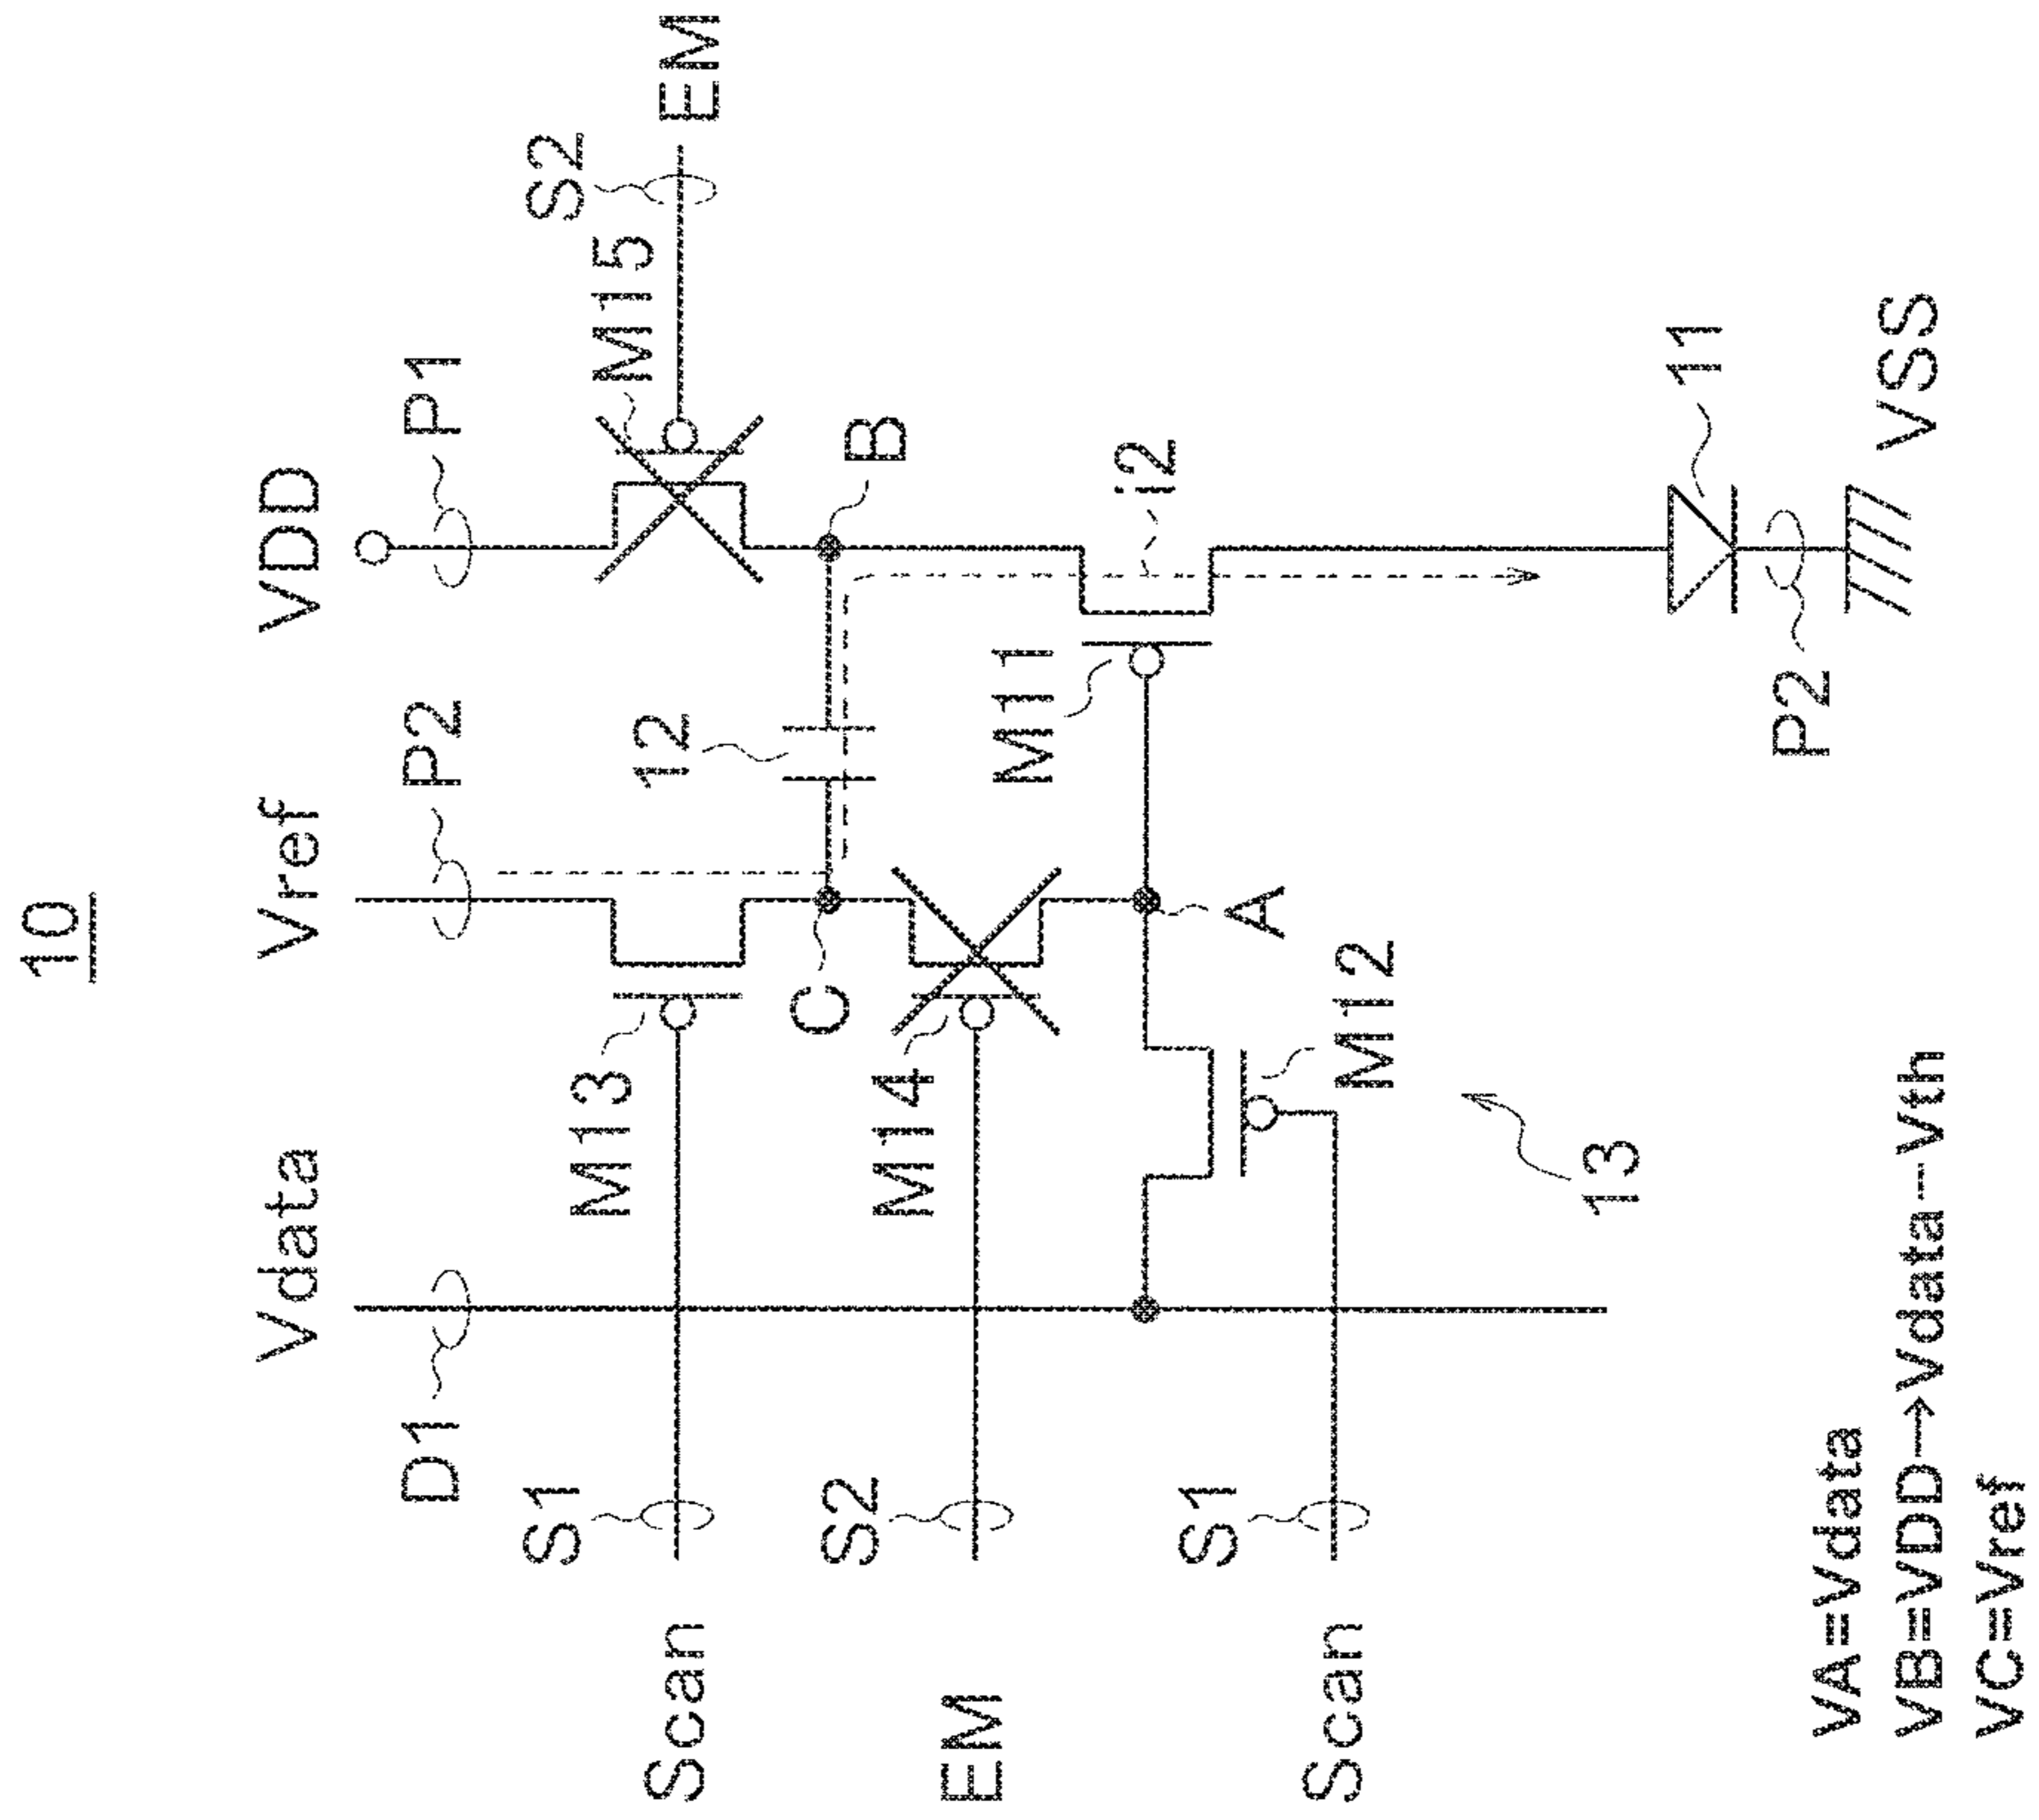 10
Vdata
Vref
VDD
D1
P2
P1
S1
M13
12
M15
S2
EM
Scan
S2
M14
C
B
EM
M11
i2
S1
M12
A
Scan
13
P2
11
VSS
VA=Vdata
VB=VDD→Vdata-Vth
VC=Vref